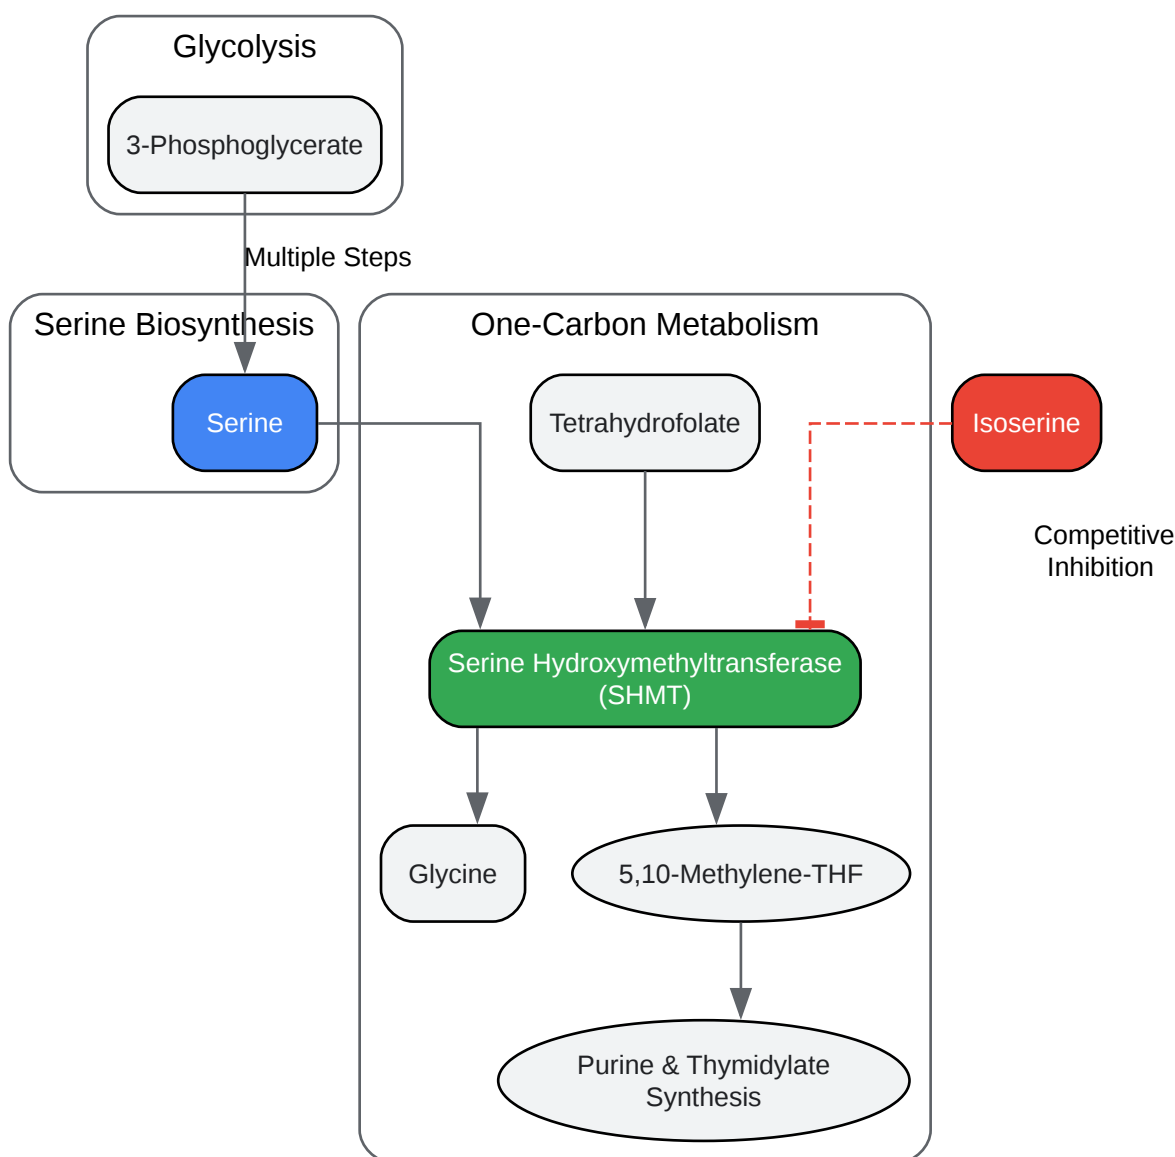 Glycolysis
3-Phosphoglycerate
Multiple Steps
Serine Biosynthesis
One-Carbon Metabolism
Serine
Tetrahydrofolate
Isoserine
Competitive
Inhibition
Serine Hydroxymethyltransferase
(SHMT)
Glycine
5,10-Methylene-THF
Purine & Thymidylate
Synthesis